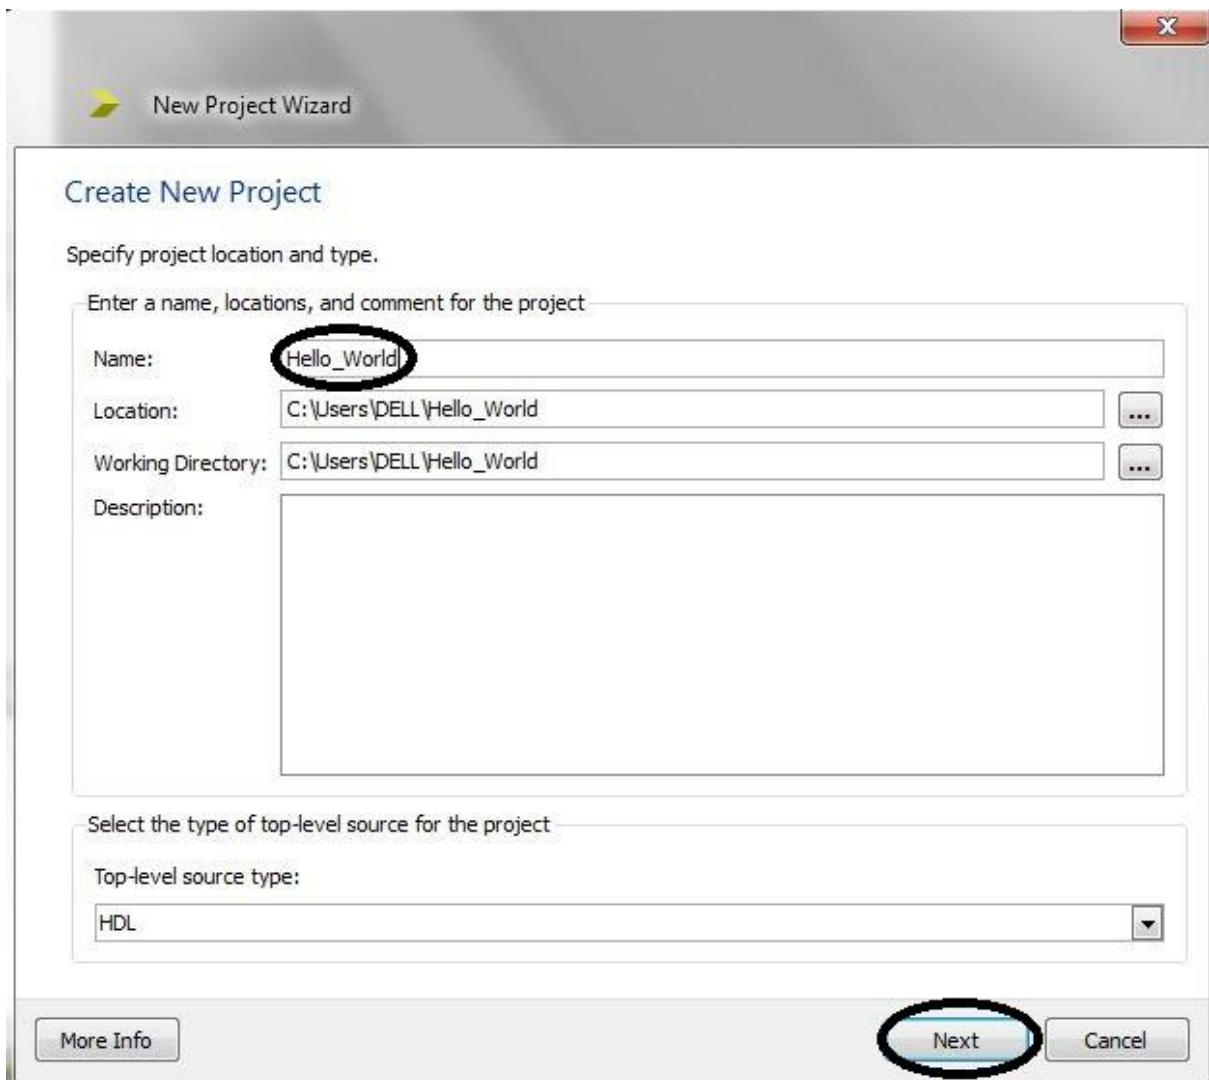 New Project Wizard
Create New Project
Specify project location and type.
Enter a name, locations, and comment for the project
Name: Hello_World
Location: C:\Users\DELL\Hello_World ...
Working Directory: C:\Users\DELL\Hello_World ...
Description:
Select the type of top-level source for the project
Top-level source type:
HDL
More Info Next Cancel